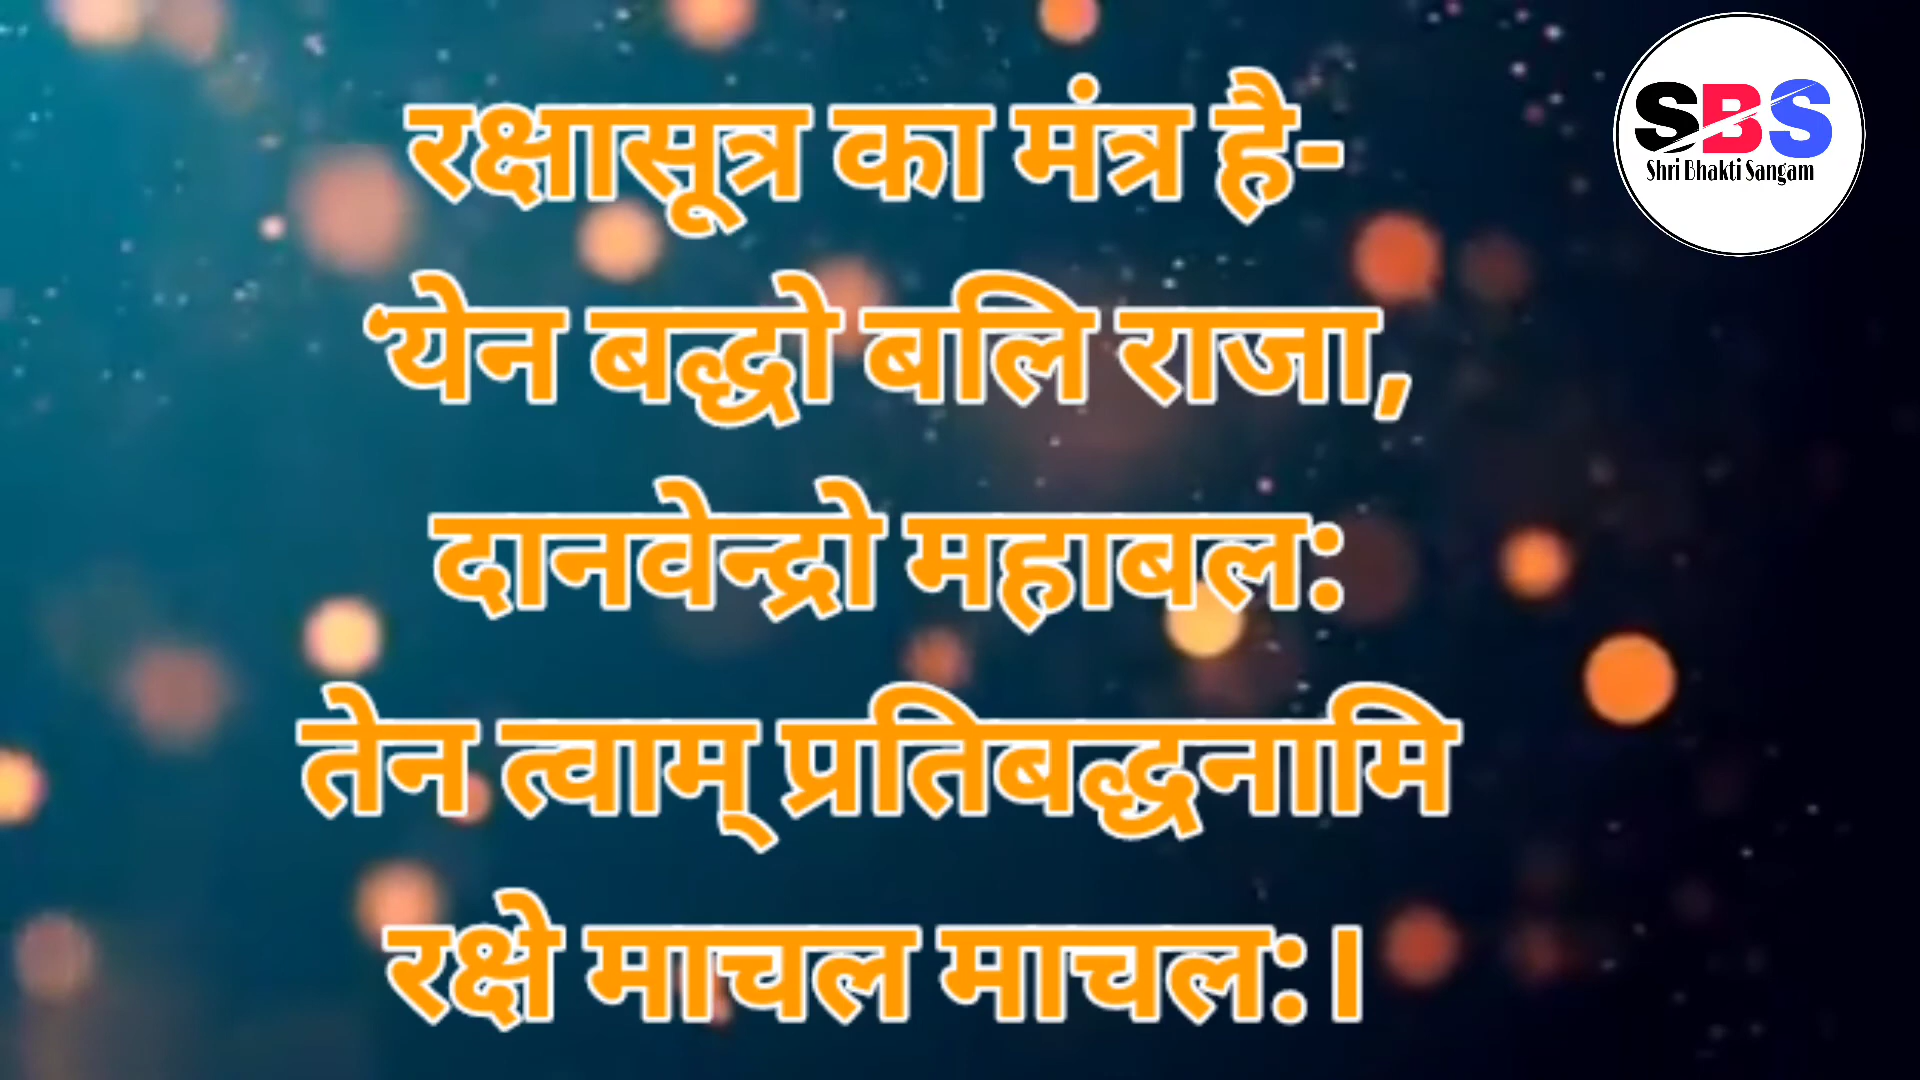 रक्षासूत्र का मंत्र है-
‘येन बद्धो बलि राजा,
दानवेन्द्रो महाबल:
तेन त्वाम् प्रतिबद्धनामि
रक्षे माचल माचल:।
SBS
Shri Bhakti Sangam